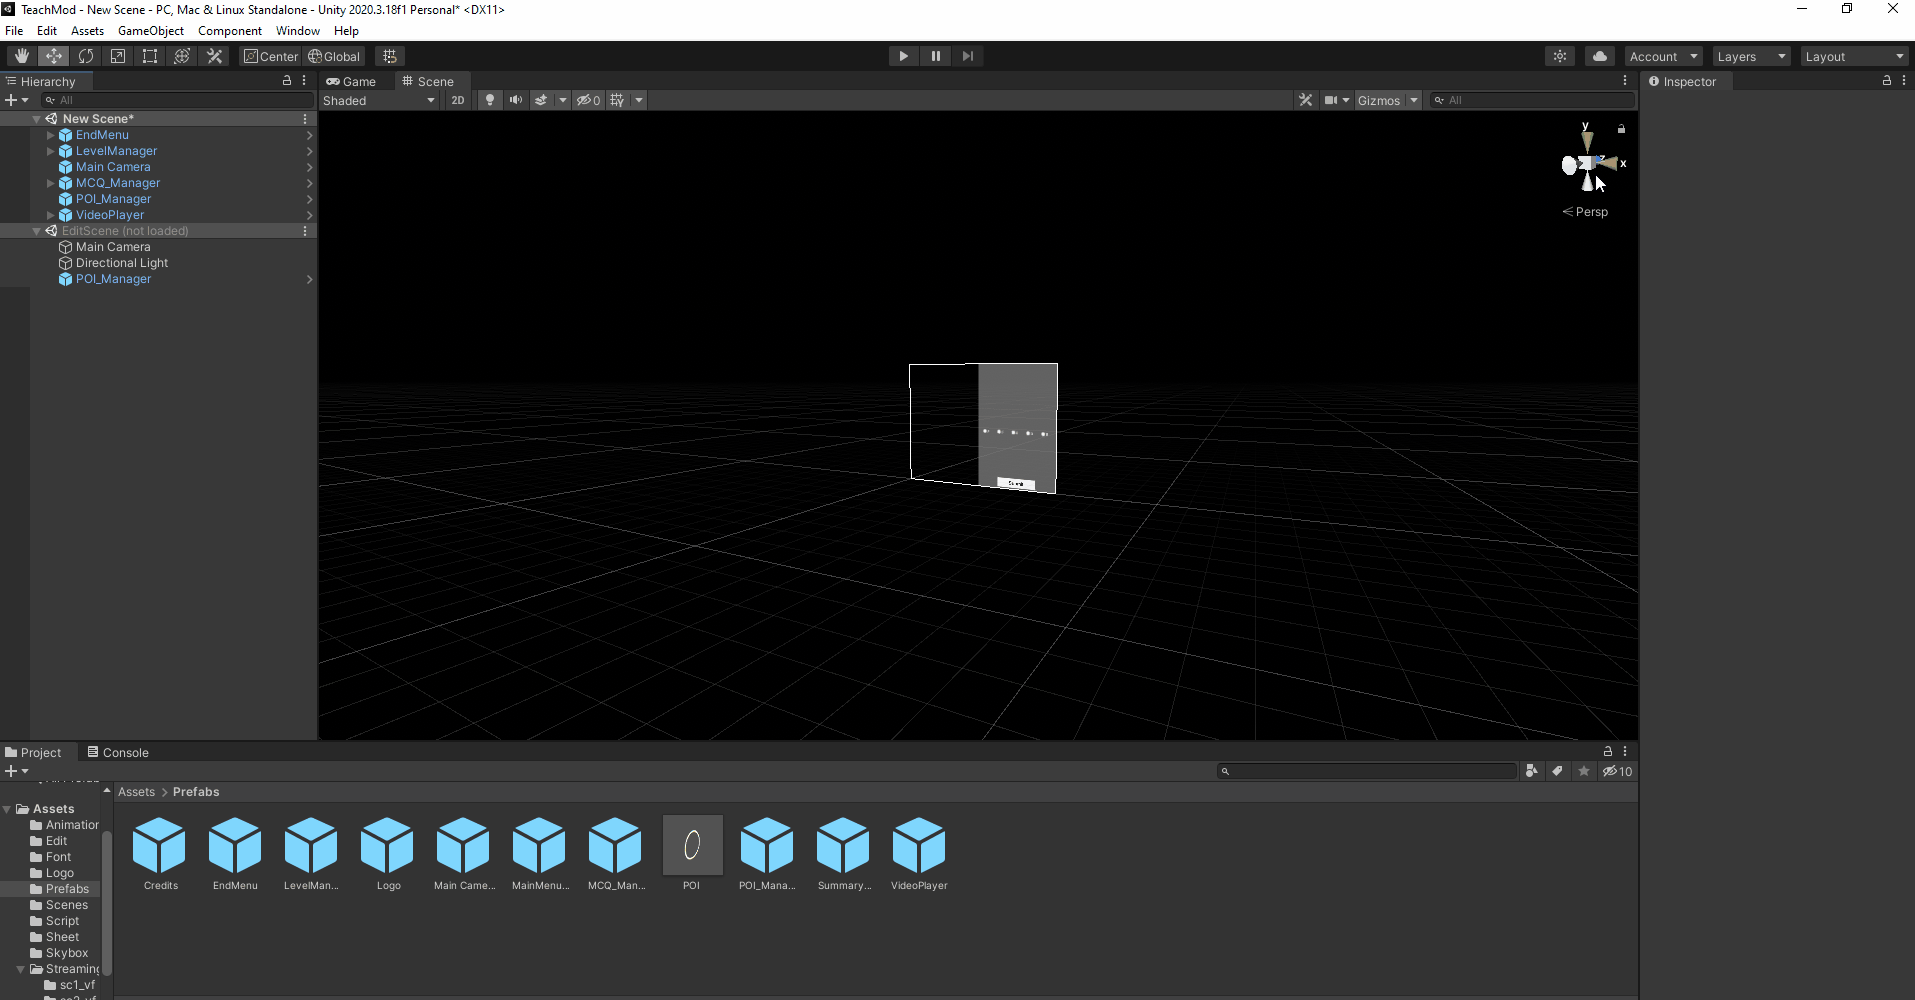 TeachMod - New Scene - PC, Mac & Linux Standalone - Unity 2020.3.18f1 Personal* <DX11>
File Edit Assets GameObject Component Window Help
Center Global Account Layers Layout
Hierarchy Game Scene Inspector
All Shaded 2D 0 Gizmos All
New Scene*
EndMenu
LevelManager
Main Camera
MCQ_Manager
POI_Manager
VideoPlayer
EditScene (not loaded)
Main Camera
Directional Light
POI_Manager
y
x
z
Persp
Submit
Project Console
10
Assets > Prefabs
Assets
Animation
Edit
Font
Logo
Prefabs
Scenes
Script
Sheet
Skybox
Streaming
sc1_vf
Credits EndMenu LevelMan... Logo Main Came... MainMenu... MCQ_Man... POI POI_Mana... Summary... VideoPlayer